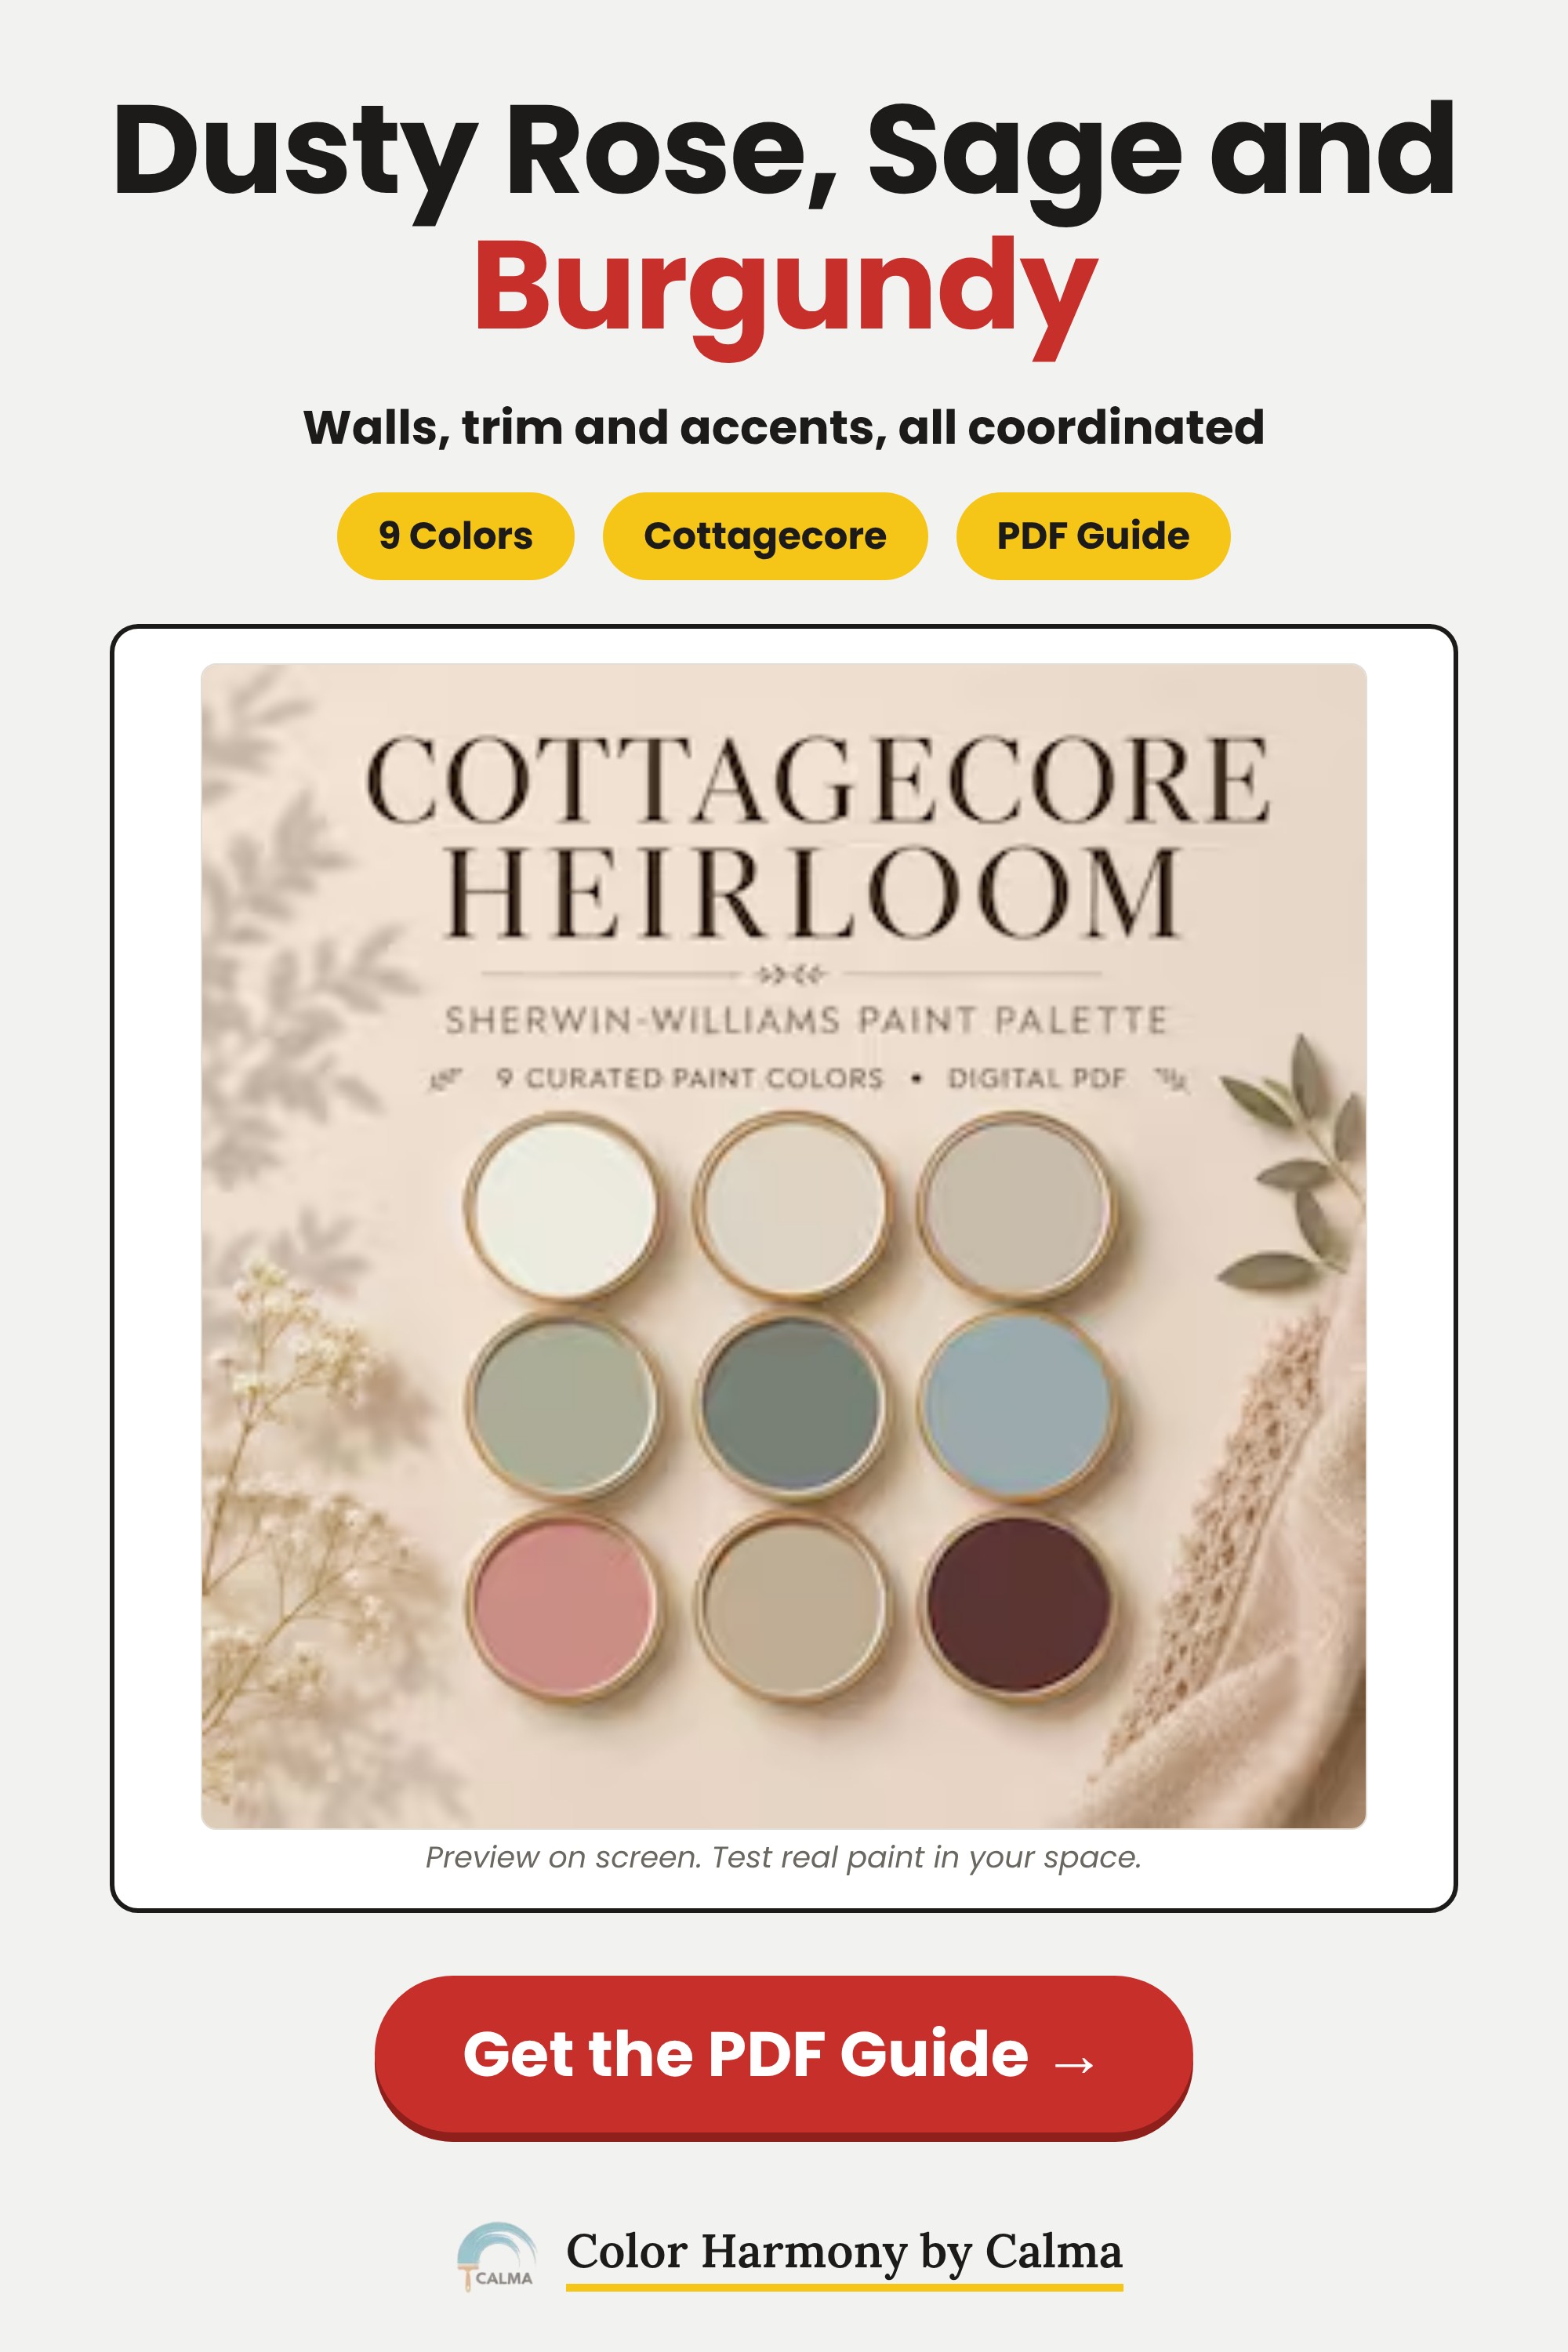 Dusty Rose, Sage and
Burgundy
Walls, trim and accents, all coordinated
9 Colors
Cottagecore
PDF Guide
COTTAGECORE
HEIRLOOM
SHERWIN-WILLIAMS PAINT PALETTE
9 CURATED PAINT COLORS • DIGITAL PDF
Preview on screen. Test real paint in your space.
Get the PDF Guide →
CALMA
Color Harmony by Calma